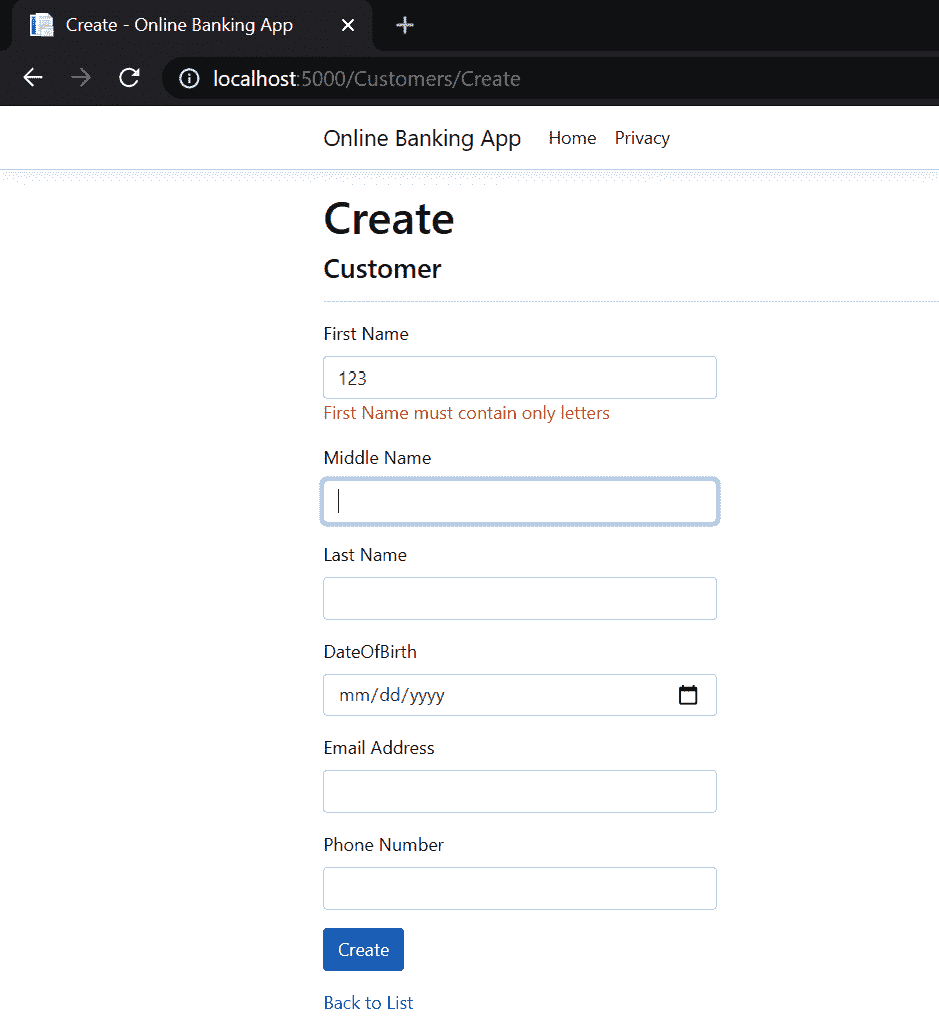 Create - Online Banking App
localhost:5000/Customers/Create
Online Banking App Home Privacy
Create
Customer
First Name
123
First Name must contain only letters
Middle Name
Last Name
DateOfBirth
mm/dd/yyyy
Email Address
Phone Number
Create
Back to List